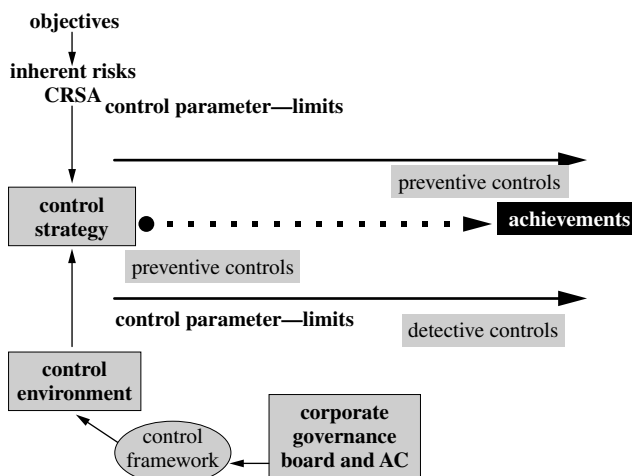 objectives
inherent risks
CRSA
control parameter—limits
preventive controls
control
strategy
achievements
preventive controls
control parameter—limits
detective controls
control
environment
control
framework
corporate
governance
board and AC